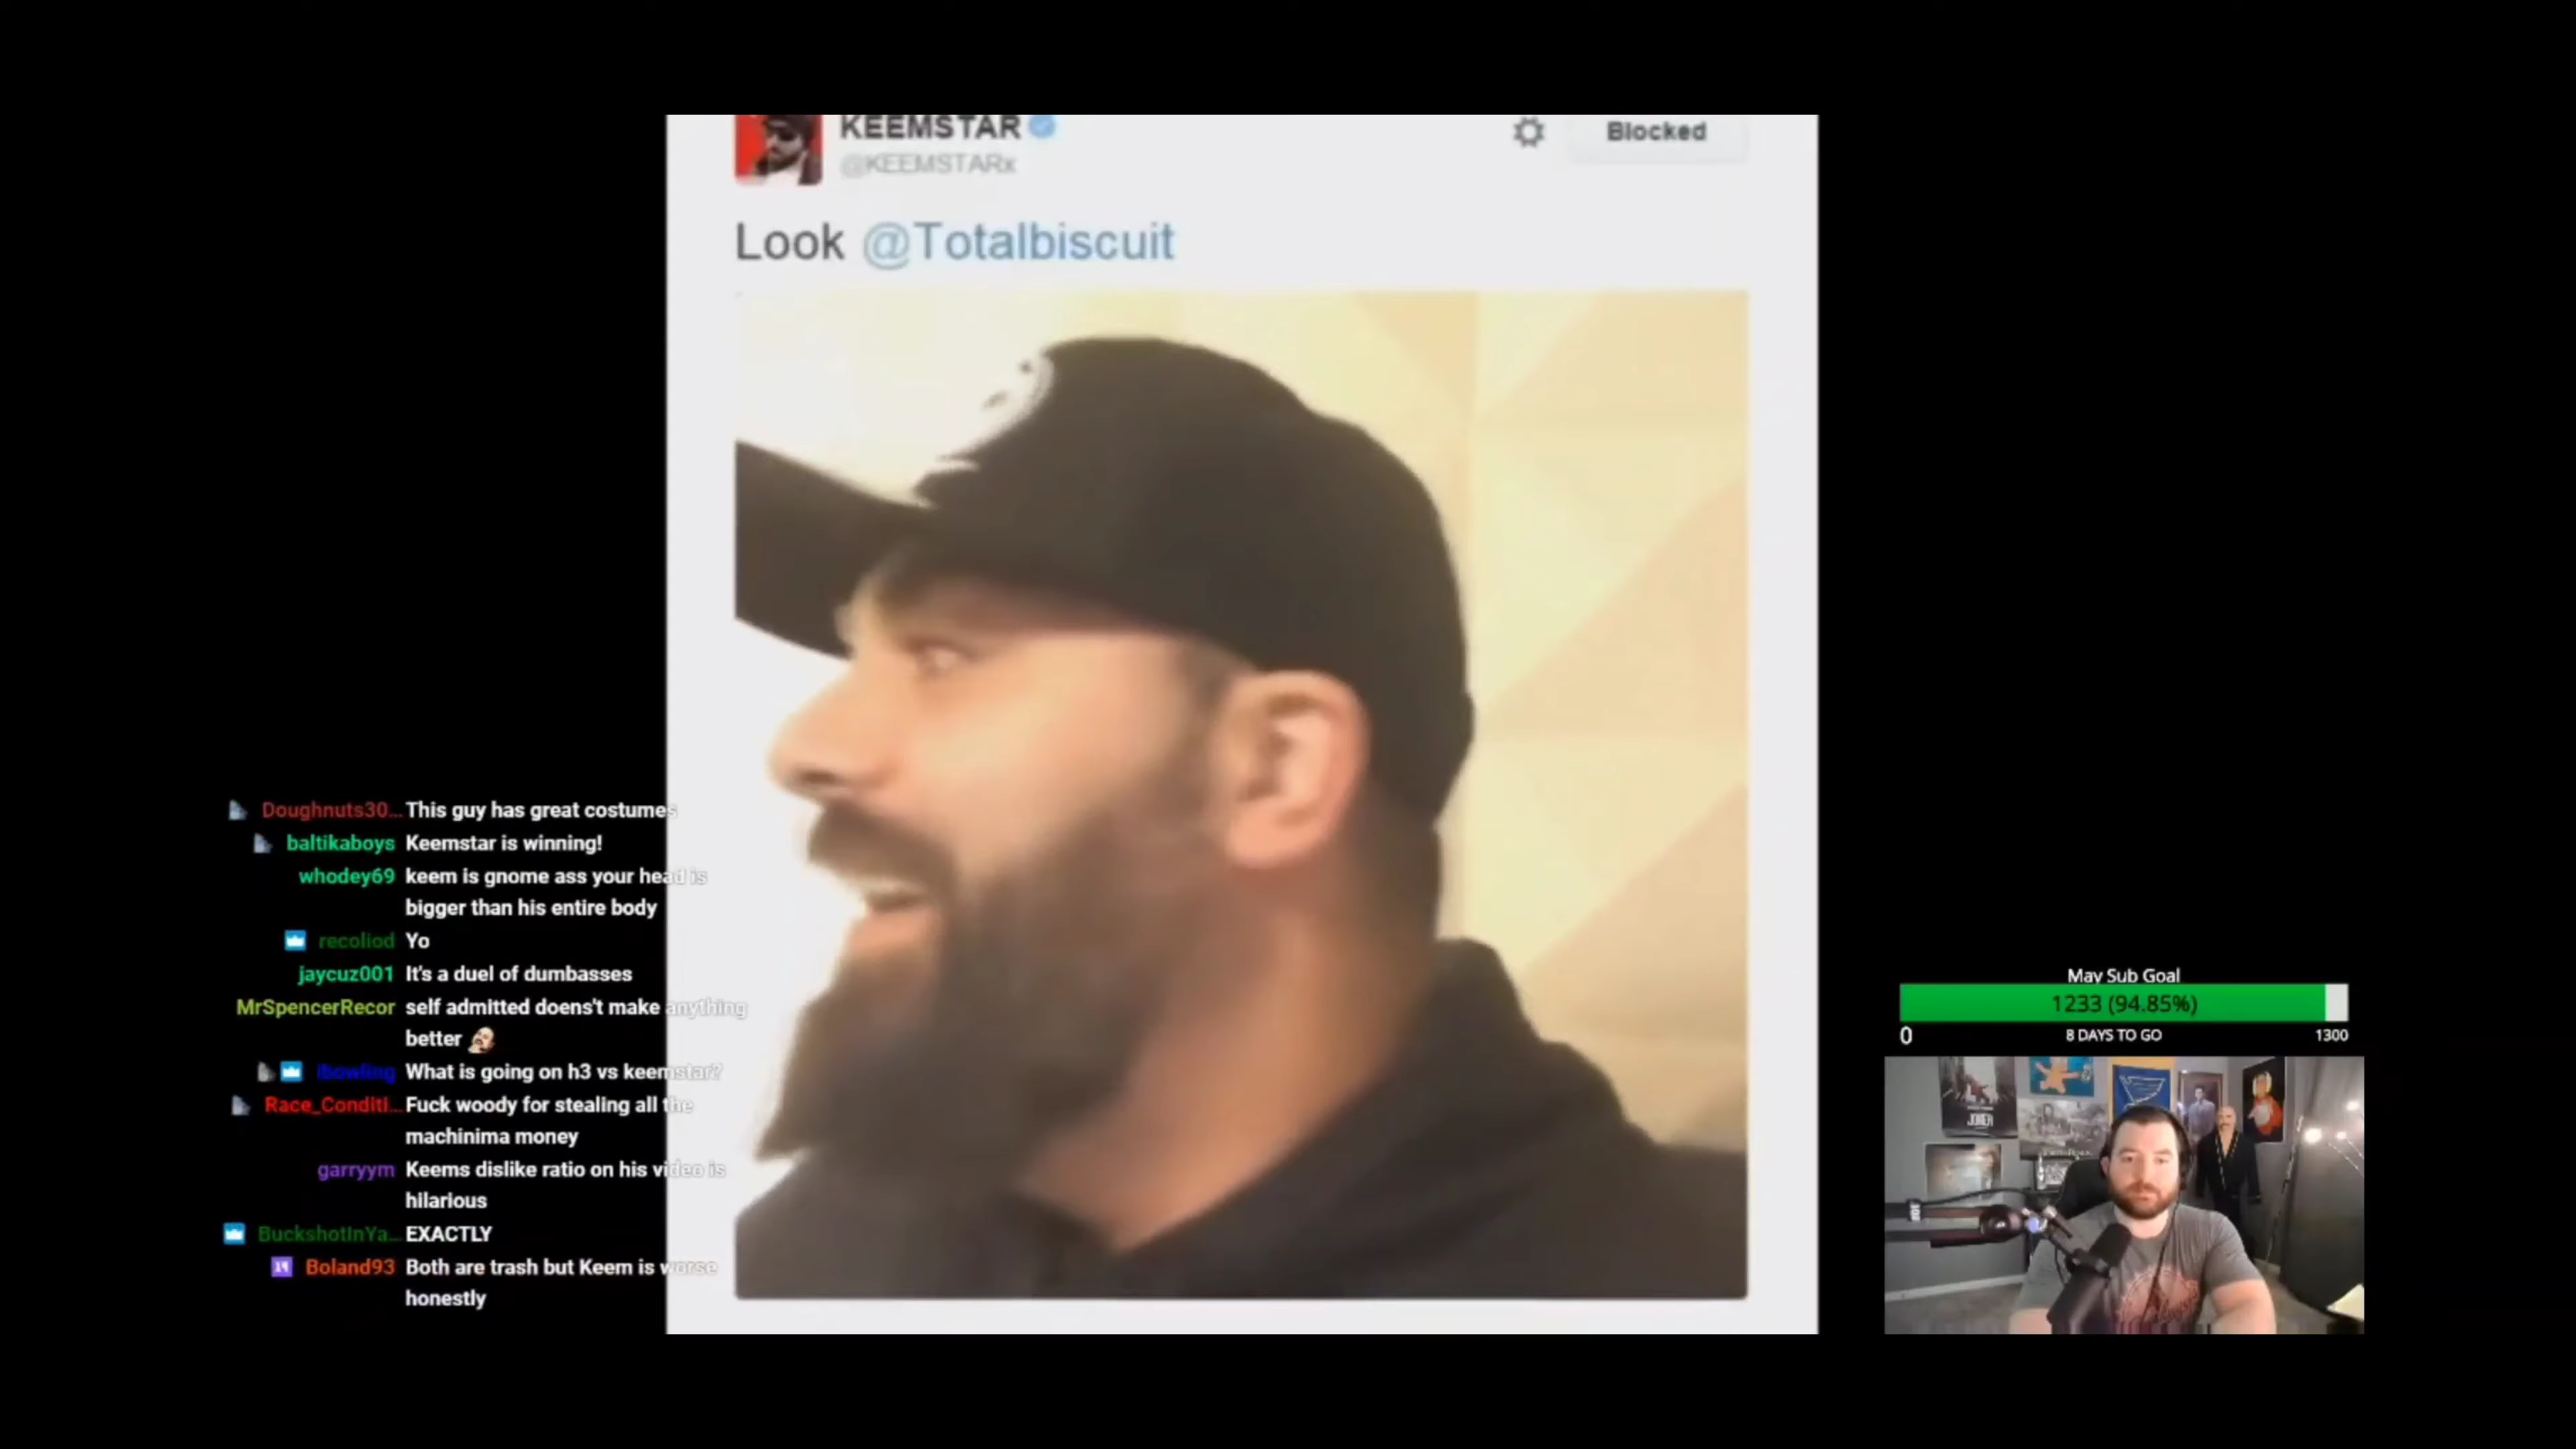 KEEMSTAR
@KEEMSTARx
Blocked
Look @Totalbiscuit
Doughnuts30... This guy has great costumes
baltikaboys Keemstar is winning!
whodey69 keem is gnome ass your head is
bigger than his entire body
recoliod Yo
jaycuz001 It's a duel of dumbasses
MrSpencerRecor self admitted doens't make anything
better
iBowling What is going on h3 vs keemstar?
Race_Conditi... Fuck woody for stealing all the
machinima money
garryym Keems dislike ratio on his video is
hilarious
BuckshotInYa... EXACTLY
Boland93 Both are trash but Keem is worse
honestly
May Sub Goal
1233 (94.85%)
0 8 DAYS TO GO 1300
JOKER